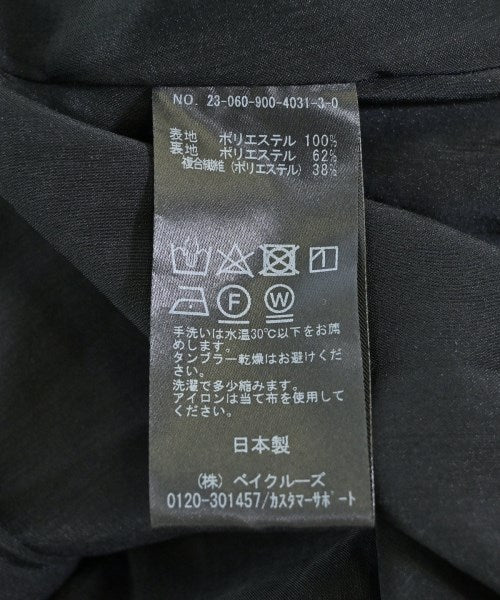 NO. 23-060-900-4031-3-0
表地 ポリエステル 100%
裏地 ポリエステル 62%
複合繊維(ポリエステル) 38%
F W
手洗いは水温30℃以下をお薦
めします。
タンブラー乾燥はお避けくだ
さい。
洗濯で多少縮みます。
アイロンは当て布を使用して
ください。
日本製
(株) ベイクルーズ
0120-301457/カスタマーサポート